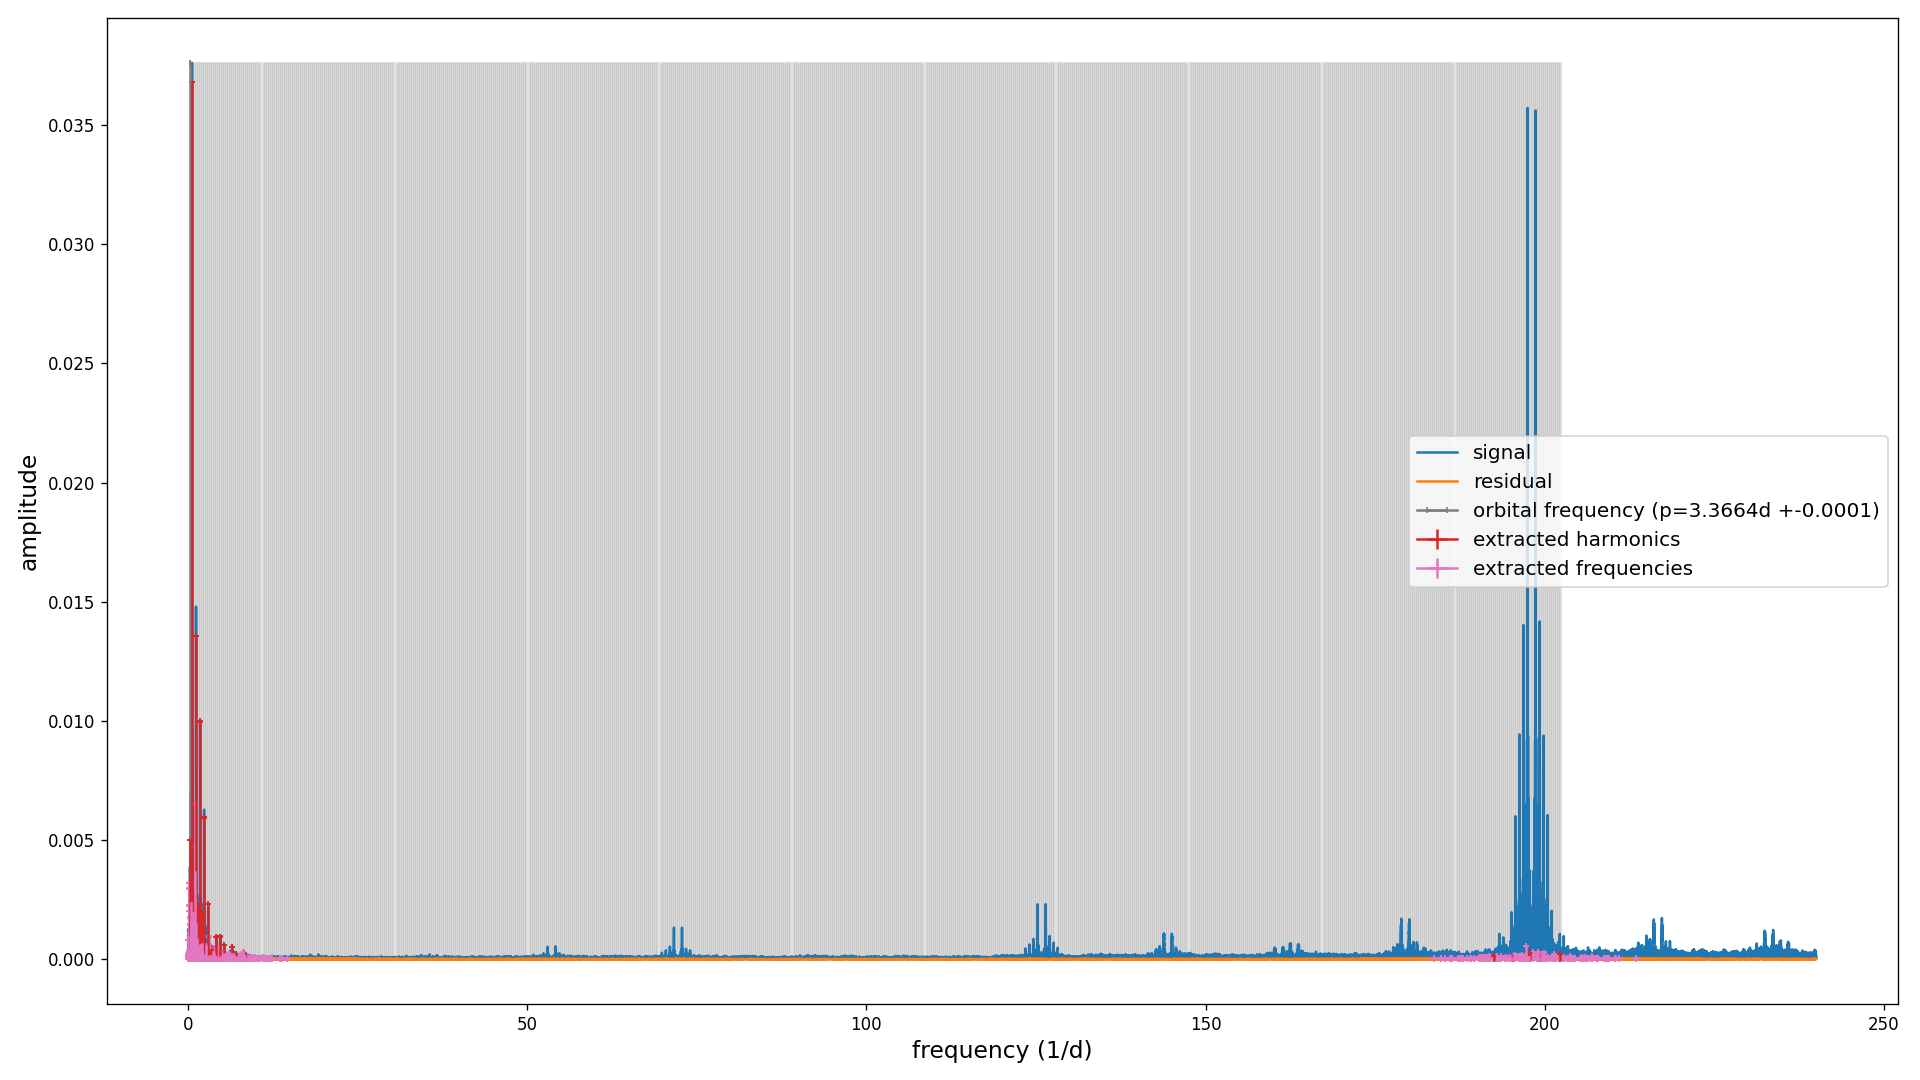 0.035
0.030
0.025
0.020
0.015
0.010
0.005
0.000
amplitude
signal
residual
orbital frequency (p=3.3664d +-0.0001)
extracted harmonics
extracted frequencies
0 50 100 150 200 250
frequency (1/d)